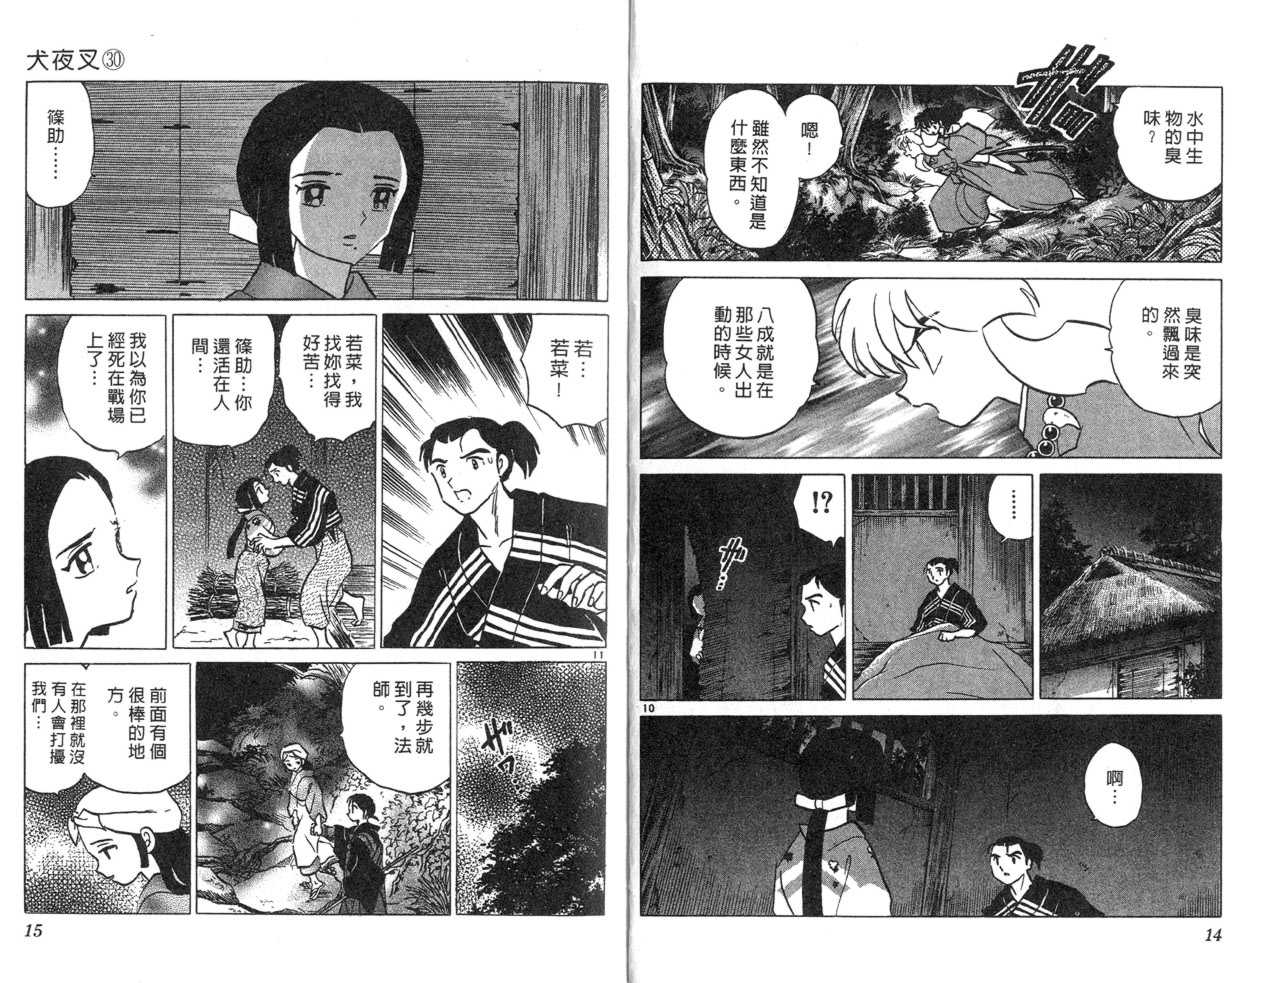 水中生
物的臭
味？
嗯！
雖然不知道是
什麼東西。
臭味是突
然飄過來
的。
八成就是在
那些女人出
動的時候。
……
!?
ザ…
10
啊…
14
犬夜叉㉚
篠助……
若…
若菜！
若菜，我
找妳找得
好苦…
篠助…你
還活在人
間…
我以為你已
經死在戰場
上了…
11
ザワ
再幾步就
到了，法
師。
前面有個
很棒的地
方。
在那裡就沒
有人會打擾
我們…
15